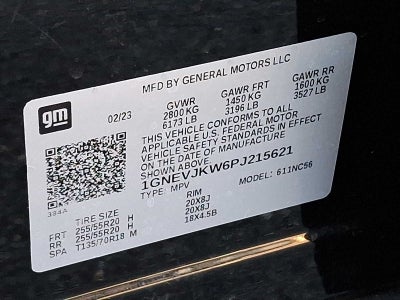 gm
MFD BY GENERAL MOTORS LLC
02/23
GVWR GAWR FRT GAWR RR
2800 KG 1450 KG 1600 KG
6173 LB 3196 LB 3527 LB
THIS VEHICLE CONFORMS TO ALL
APPLICABLE U.S. FEDERAL MOTOR
VEHICLE SAFETY STANDARDS IN EFFECT
ON THE DATE OF MANUFACTURE
SHOWN ABOVE.
1GNEVJKW6PJ215621
TYPE: MPV MODEL: 611NC56
384A
TIRE SIZE RIM
FRT 255/55R20 H 20X8J
RR 255/55R20 H 20X8J
SPA T135/70R18 M 18X4.5B